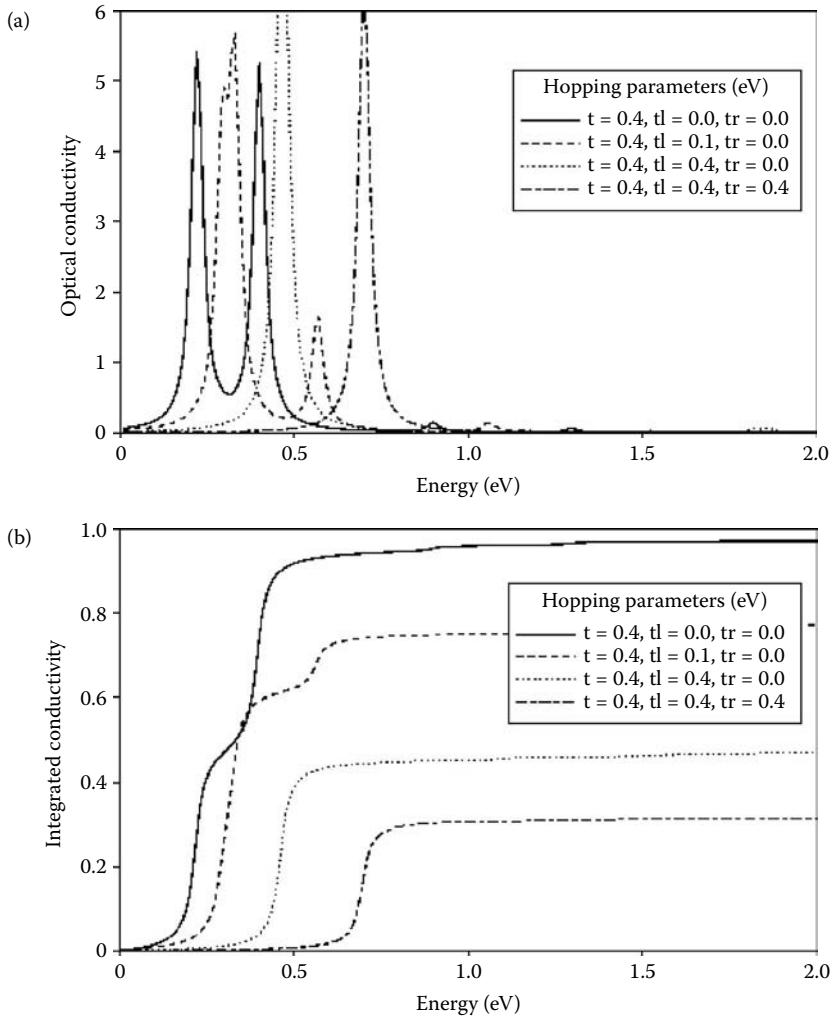 (a)
6
5
4
3
2
1
0
Optical conductivity
Hopping parameters (eV)
t = 0.4, tl = 0.0, tr = 0.0
t = 0.4, tl = 0.1, tr = 0.0
t = 0.4, tl = 0.4, tr = 0.0
t = 0.4, tl = 0.4, tr = 0.4
0 0.5 1.0 1.5 2.0
Energy (eV)
(b)
1.0
0.8
0.6
0.4
0.2
0
Integrated conductivity
Hopping parameters (eV)
t = 0.4, tl = 0.0, tr = 0.0
t = 0.4, tl = 0.1, tr = 0.0
t = 0.4, tl = 0.4, tr = 0.0
t = 0.4, tl = 0.4, tr = 0.4
0 0.5 1.0 1.5 2.0
Energy (eV)